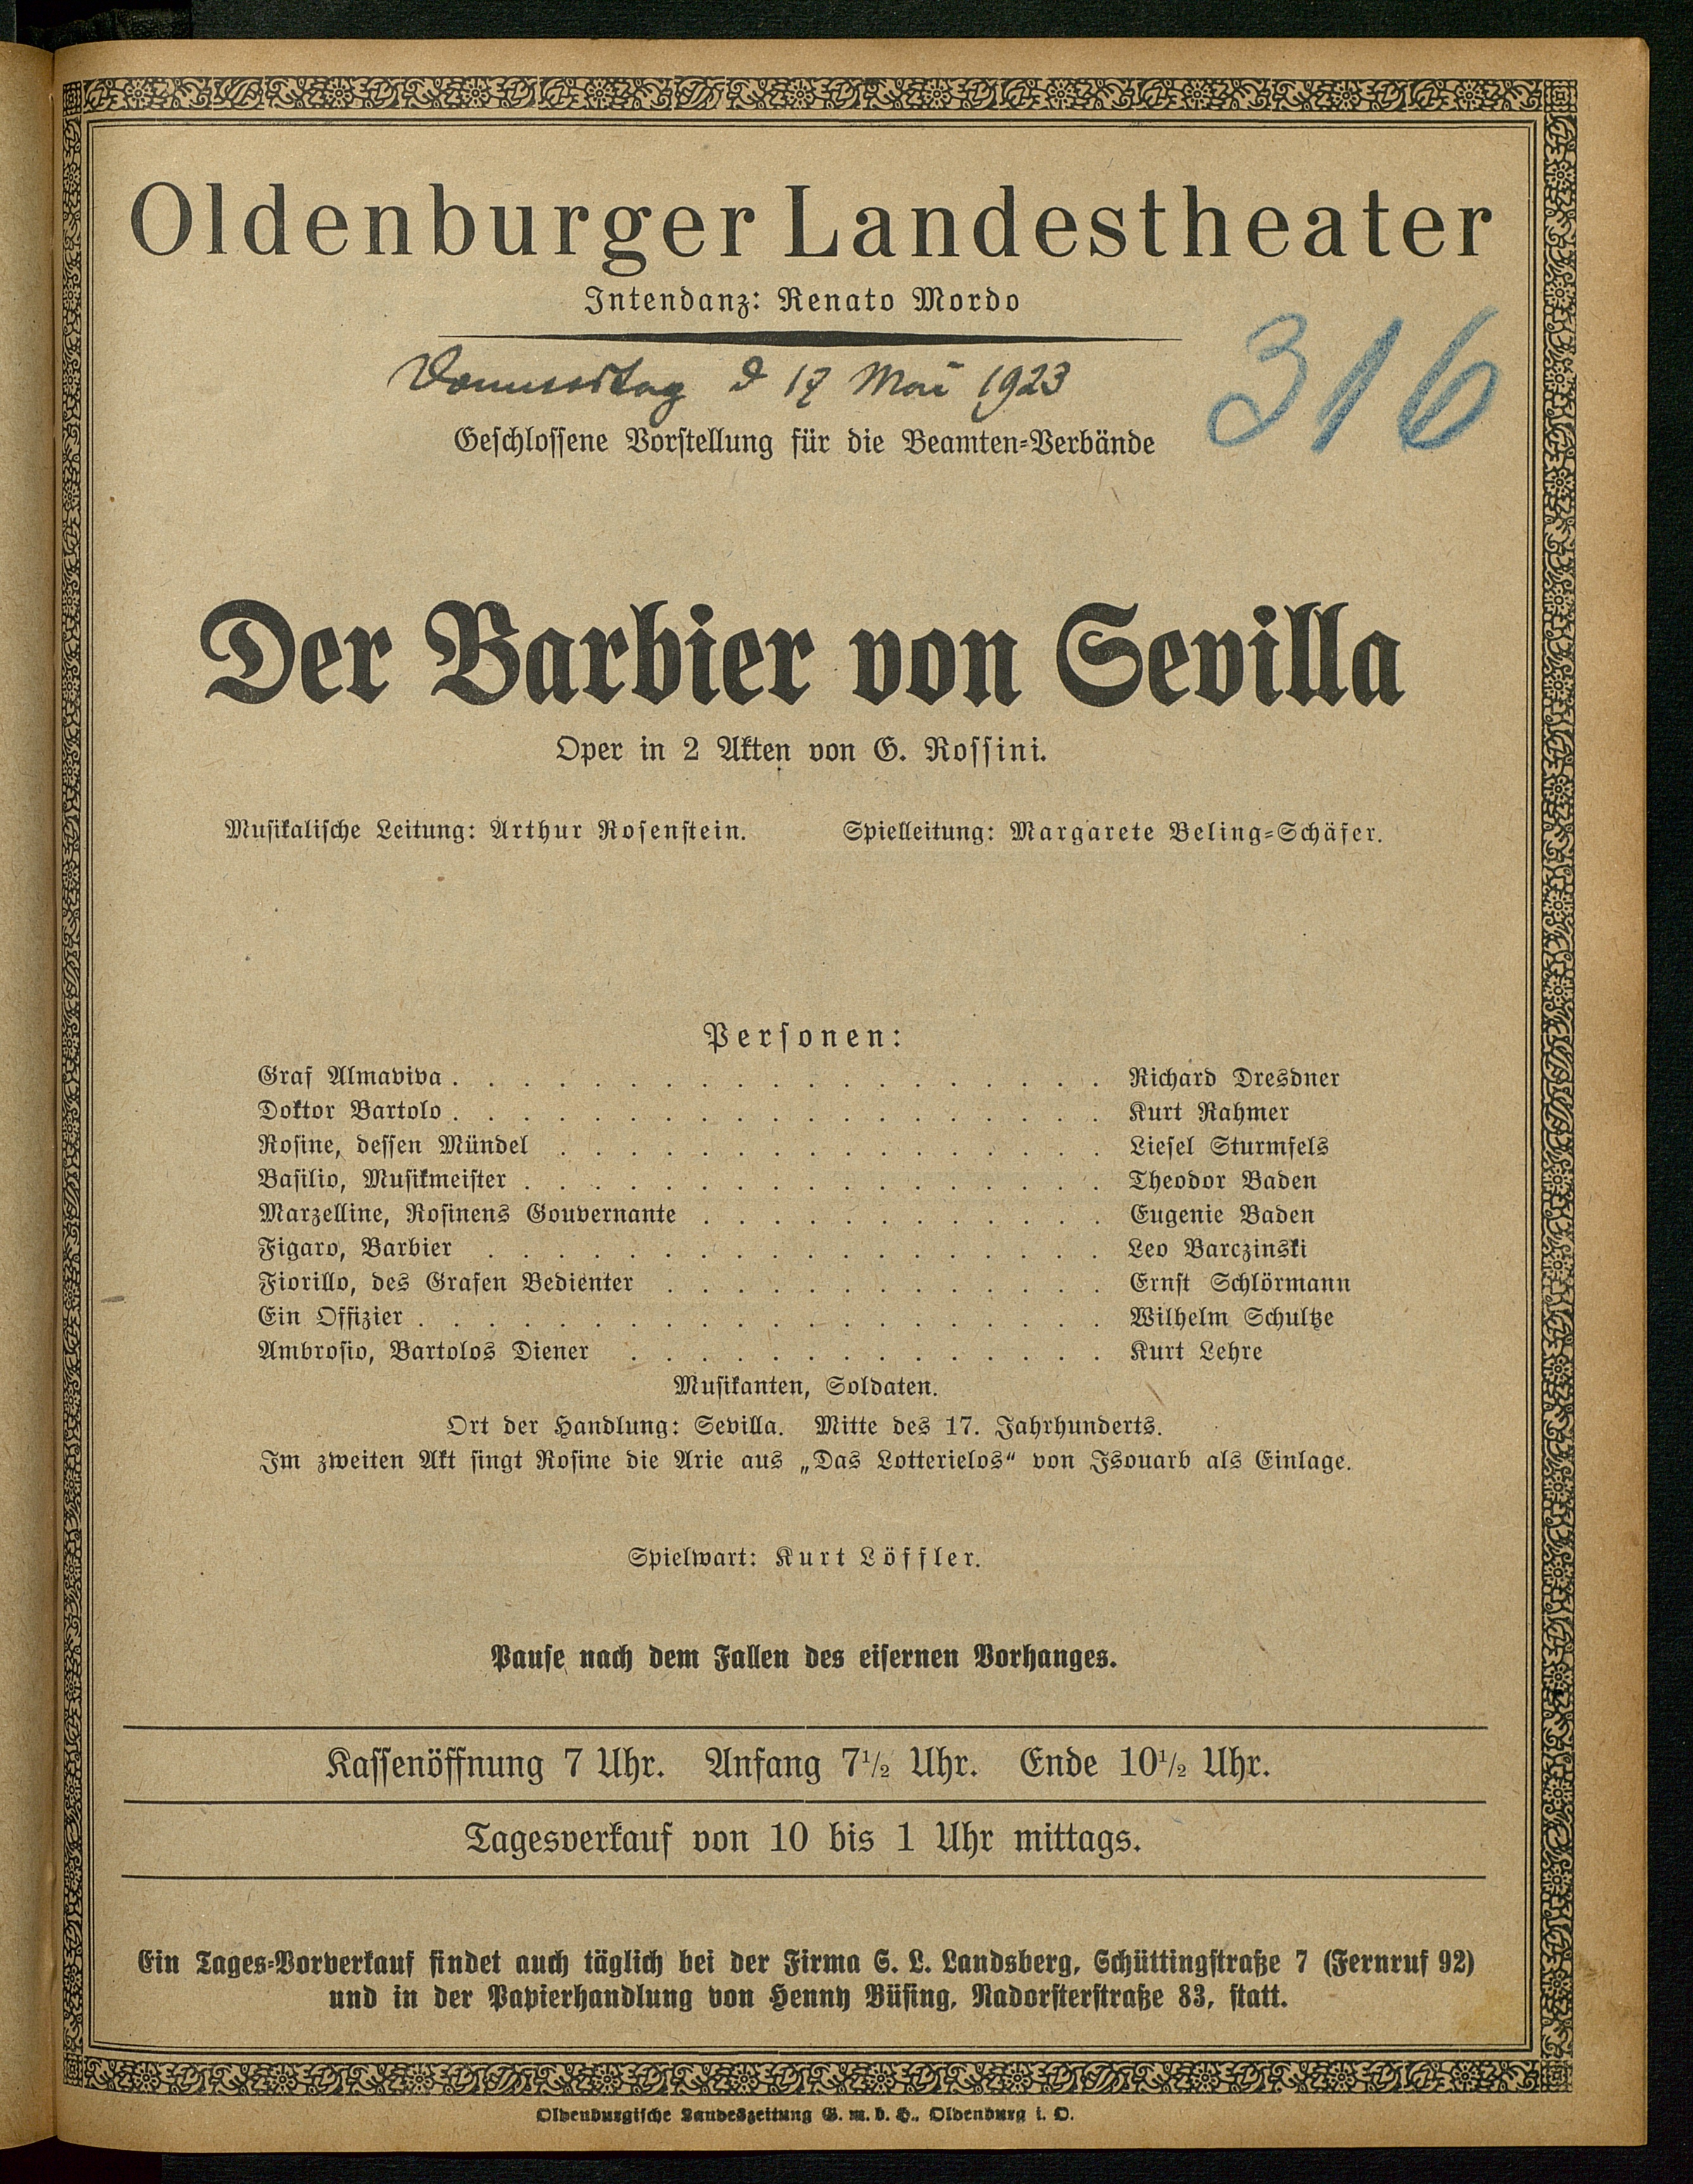 Oldenburger Landestheater
Intendanz: Renato Mordo
Donnerstag d 17 Mai 1923
316
Geschlossene Vorstellung für die Beamten-Verbände
Der Barbier von Sevilla
Oper in 2 Akten von G. Rossini.
Musikalische Leitung: Arthur Rosenstein. Spielleitung: Margarete Beling-Schäfer.
Personen:
Graf Almaviva . . . . . . . . . . . . . . . . . . . Richard Dresdner
Doktor Bartolo . . . . . . . . . . . . . . . . . . . Kurt Rahmer
Rosine, dessen Mündel . . . . . . . . . . . . . . . . Liesel Sturmfels
Basilio, Musikmeister . . . . . . . . . . . . . . . . . Theodor Baden
Marzelline, Rosinens Gouvernante . . . . . . . . . . . . Eugenie Baden
Figaro, Barbier . . . . . . . . . . . . . . . . . . Leo Barczinski
Fiorillo, des Grafen Bedienter . . . . . . . . . . . . . Ernst Schlörmann
Ein Offizier . . . . . . . . . . . . . . . . . . . . Wilhelm Schultze
Ambrosio, Bartolos Diener . . . . . . . . . . . . . . Kurt Lehre
Musikanten, Soldaten.
Ort der Handlung: Sevilla. Mitte des 17. Jahrhunderts.
Im zweiten Akt singt Rosine die Arie aus „Das Lotterielos“ von Isouarb als Einlage.
Spielwart: Kurt Löffler.
Pause nach dem Fallen des eisernen Vorhanges.
Kassenöffnung 7 Uhr. Anfang 7½ Uhr. Ende 10½ Uhr.
Tagesverkauf von 10 bis 1 Uhr mittags.
Ein Tages-Vorverkauf findet auch täglich bei der Firma S. L. Landsberg, Schüttingstraße 7 (Fernruf 92)
und in der Papierhandlung von Henny Büsing, Nadorsterstraße 83, statt.
Oldenburgische Landeszeitung G. m. b. H., Oldenburg i. O.